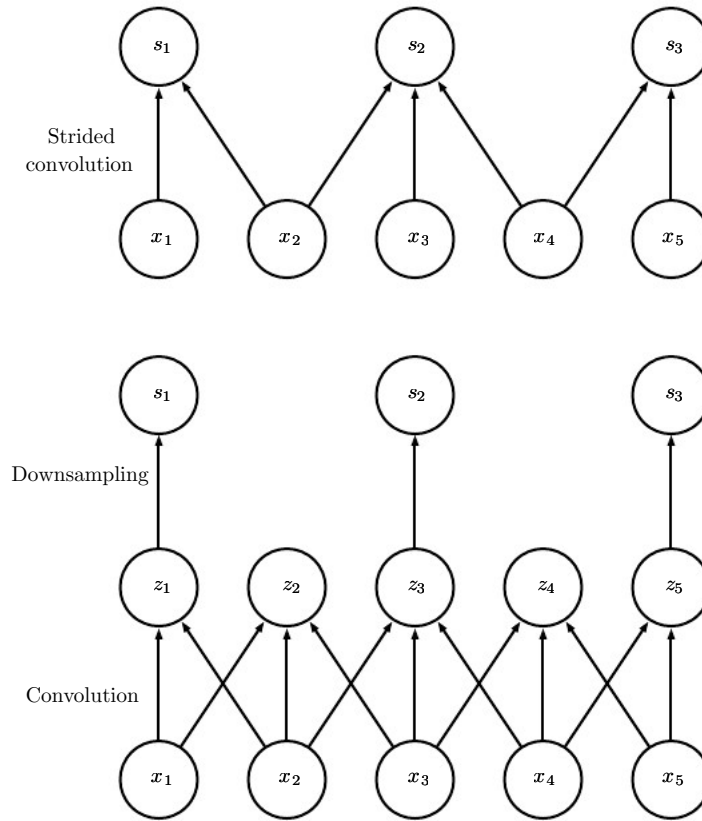 s₁ s₂ s₃
Strided
convolution
x₁ x₂ x₃ x₄ x₅
s₁ s₂ s₃
Downsampling
z₁ z₂ z₃ z₄ z₅
Convolution
x₁ x₂ x₃ x₄ x₅